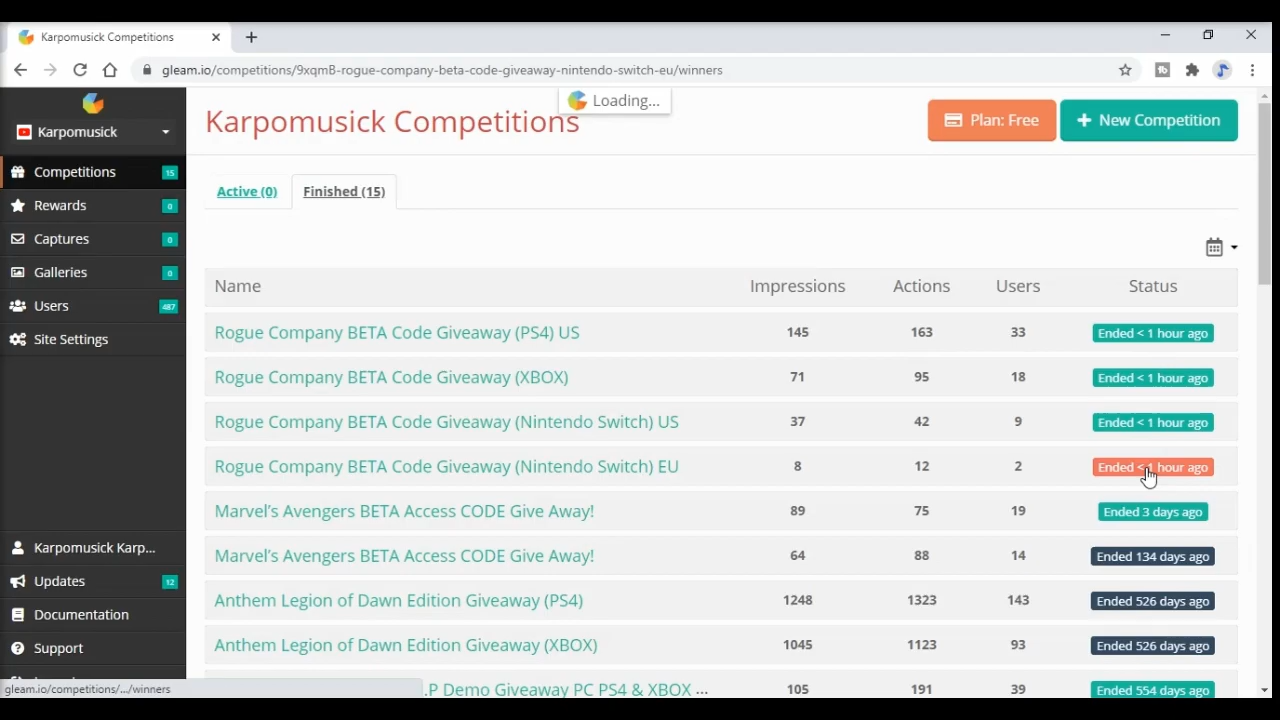 Karpomusick Competitions
gleam.io/competitions/9xqmB-rogue-company-beta-code-giveaway-nintendo-switch-eu/winners
Loading...
Karpomusick
Karpomusick Competitions
Plan: Free
+ New Competition
Competitions 15
Rewards 0
Captures 0
Galleries 0
Users 487
Site Settings
Active (0)
Finished (15)
Name Impressions Actions Users Status
Rogue Company BETA Code Giveaway (PS4) US 145 163 33 Ended < 1 hour ago
Rogue Company BETA Code Giveaway (XBOX) 71 95 18 Ended < 1 hour ago
Rogue Company BETA Code Giveaway (Nintendo Switch) US 37 42 9 Ended < 1 hour ago
Rogue Company BETA Code Giveaway (Nintendo Switch) EU 8 12 2 Ended < 1 hour ago
Marvel's Avengers BETA Access CODE Give Away! 89 75 19 Ended 3 days ago
Marvel's Avengers BETA Access CODE Give Away! 64 88 14 Ended 134 days ago
Anthem Legion of Dawn Edition Giveaway (PS4) 1248 1323 143 Ended 526 days ago
Anthem Legion of Dawn Edition Giveaway (XBOX) 1045 1123 93 Ended 526 days ago
.P Demo Giveaway PC PS4 & XBOX ... 105 191 39 Ended 554 days ago
Karpomusick Karp...
Updates 12
Documentation
Support
gleam.io/competitions/.../winners